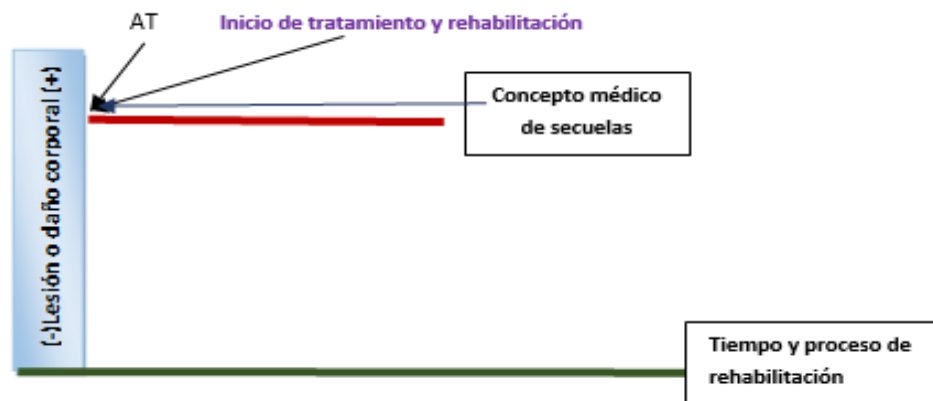 AT
Inicio de tratamiento y rehabilitación
(-)Lesión o daño corporal (+)
Concepto médico
de secuelas
Tiempo y proceso de
rehabilitación